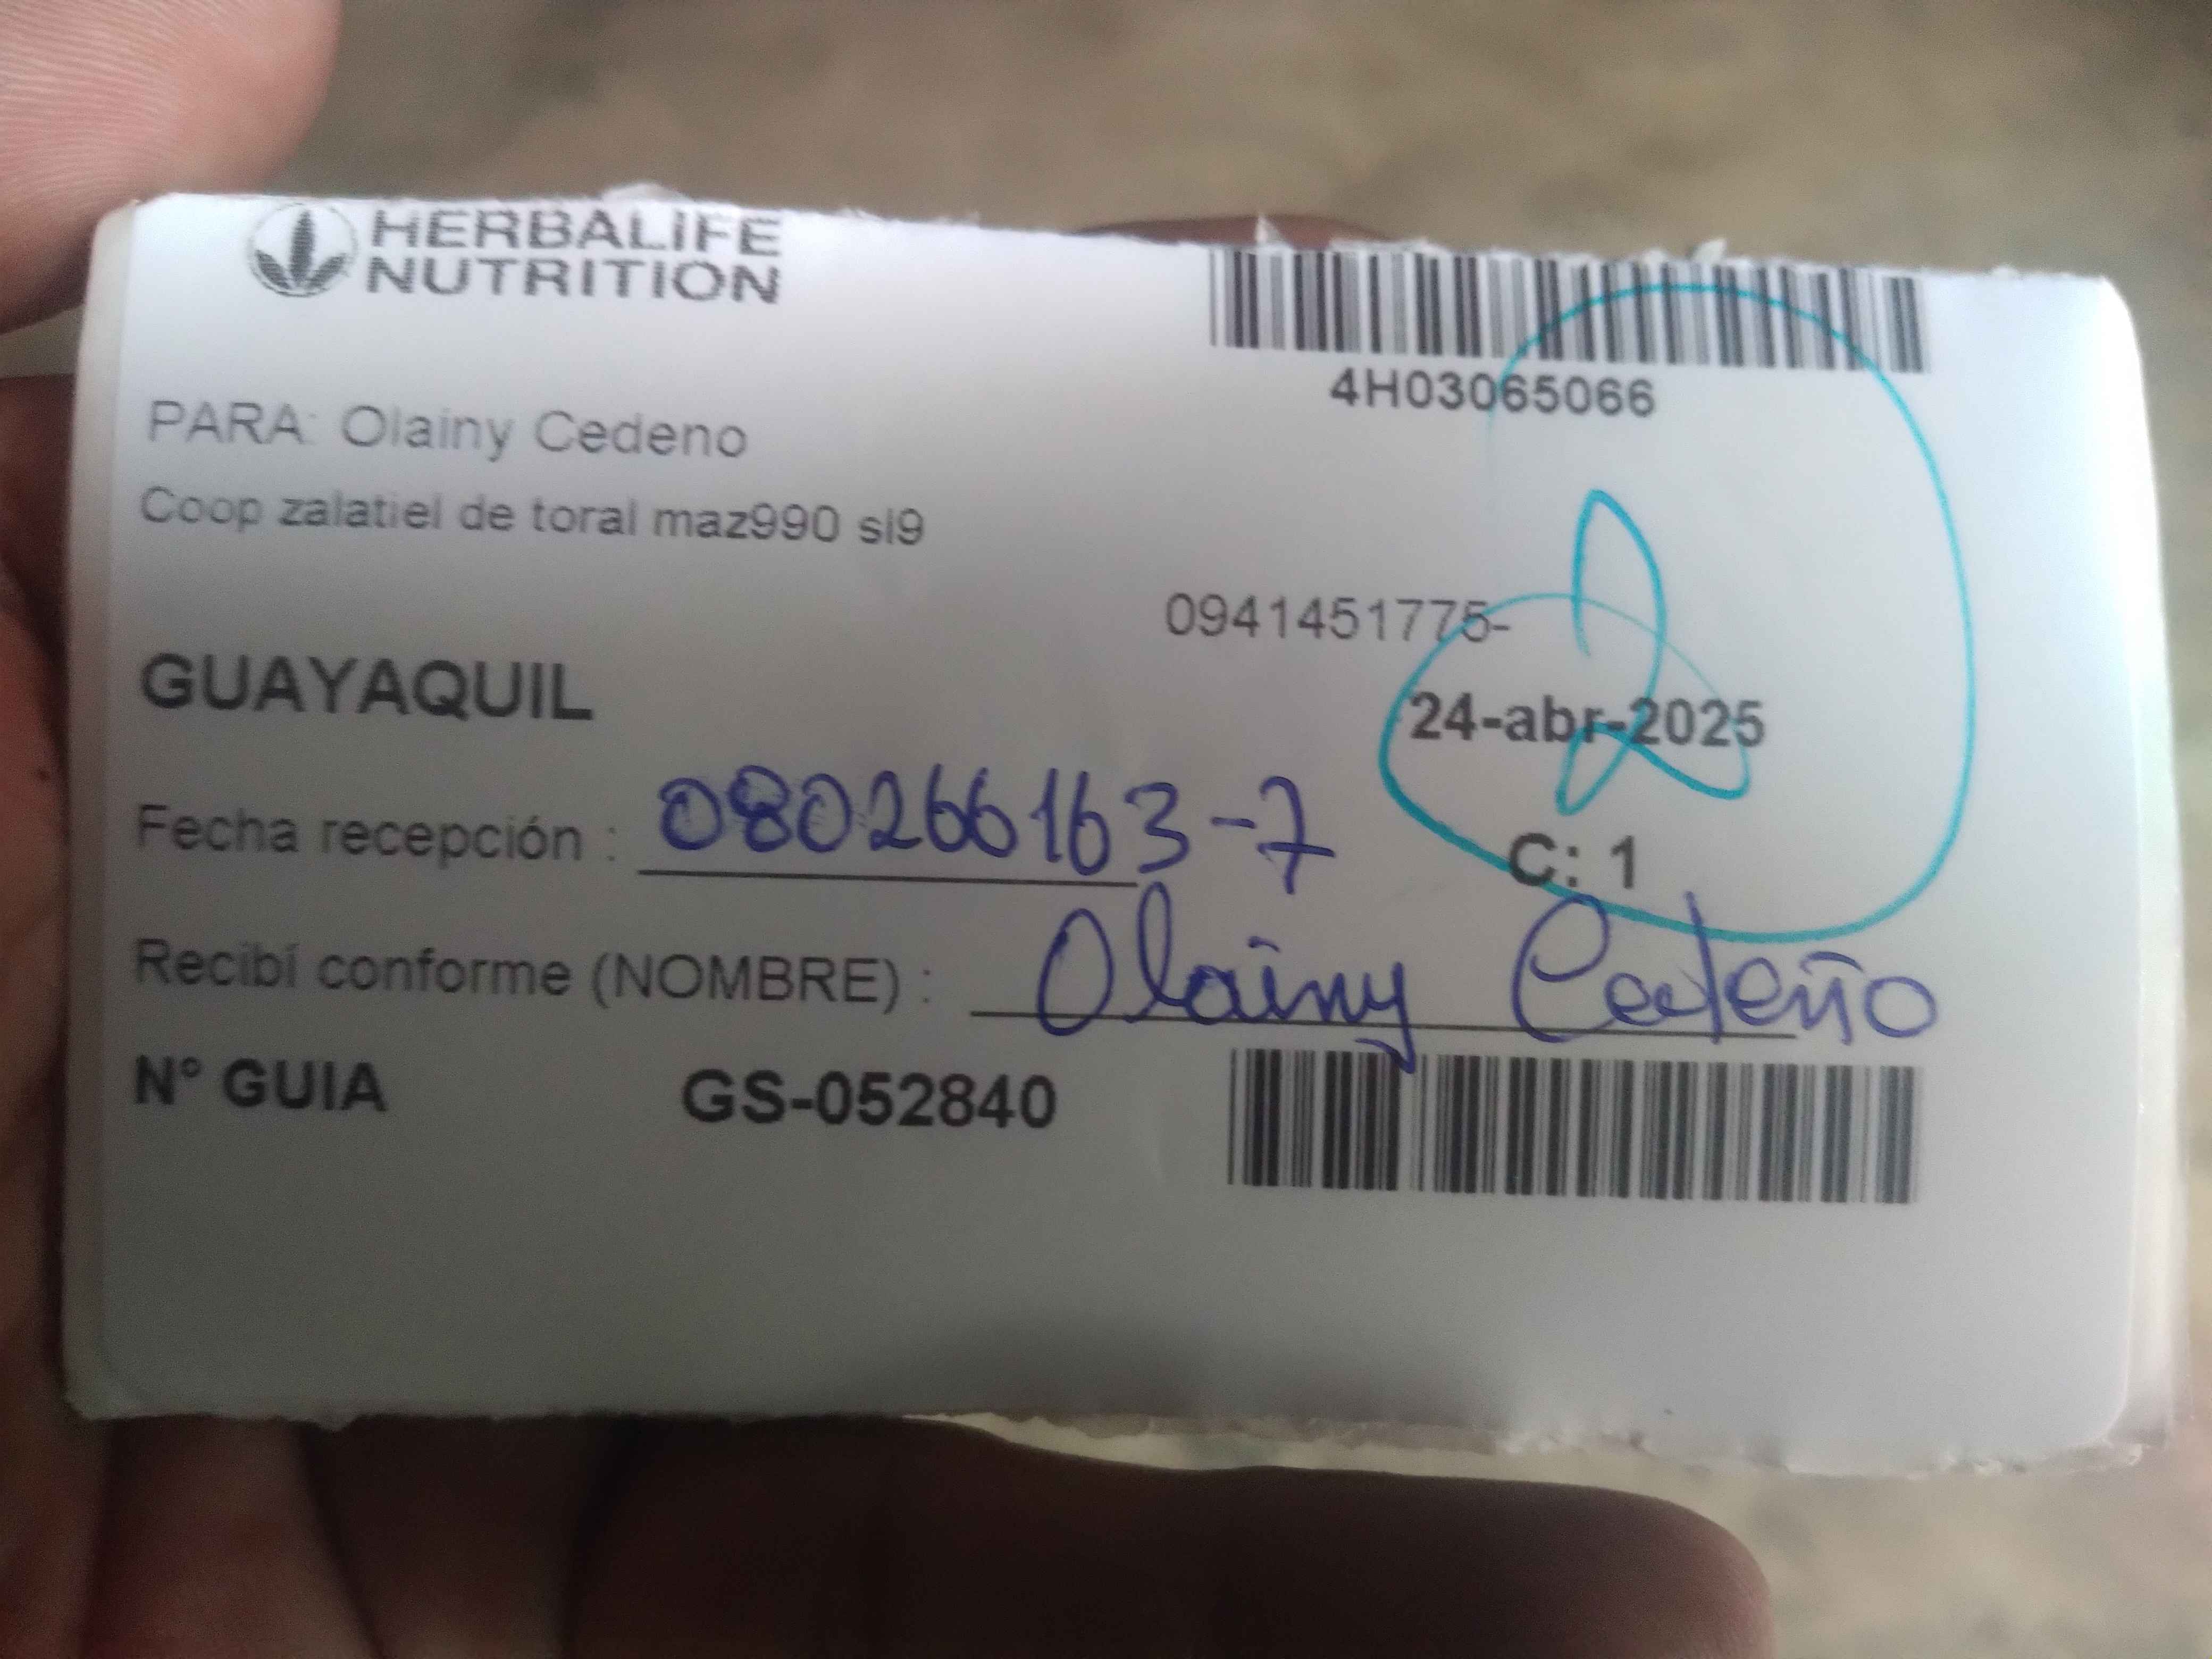 HERBALIFE
NUTRITION
4H03065066
PARA: Olainy Cedeno
Coop zalatiel de toral maz990 sl9
0941451775-
GUAYAQUIL
24-abr-2025
Fecha recepción : 080266163-7
C: 1
Recibí conforme (NOMBRE) : Olainy Cedeño
N° GUIA GS-052840